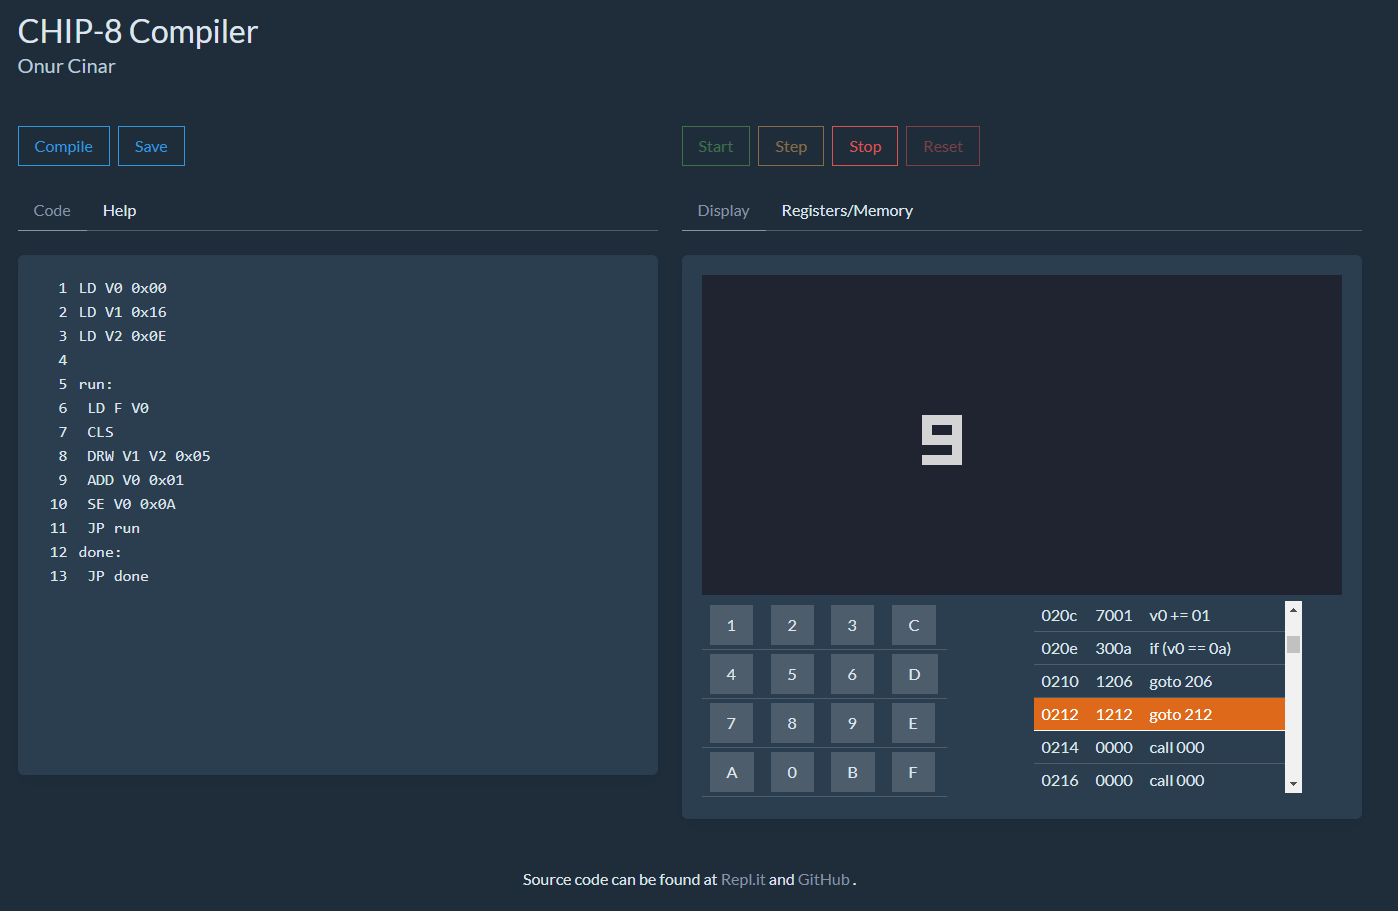 CHIP-8 Compiler
Onur Cinar
Compile Save
Start Step Stop Reset
Code Help
Display Registers/Memory
1 LD V0 0x00
2 LD V1 0x16
3 LD V2 0x0E
4
5 run:
6 LD F V0
7 CLS
8 DRW V1 V2 0x05
9 ADD V0 0x01
10 SE V0 0x0A
11 JP run
12 done:
13 JP done
9
1 2 3 C
4 5 6 D
7 8 9 E
A 0 B F
020c 7001 v0 += 01
020e 300a if (v0 == 0a)
0210 1206 goto 206
0212 1212 goto 212
0214 0000 call 000
0216 0000 call 000
Source code can be found at Repl.it and GitHub.